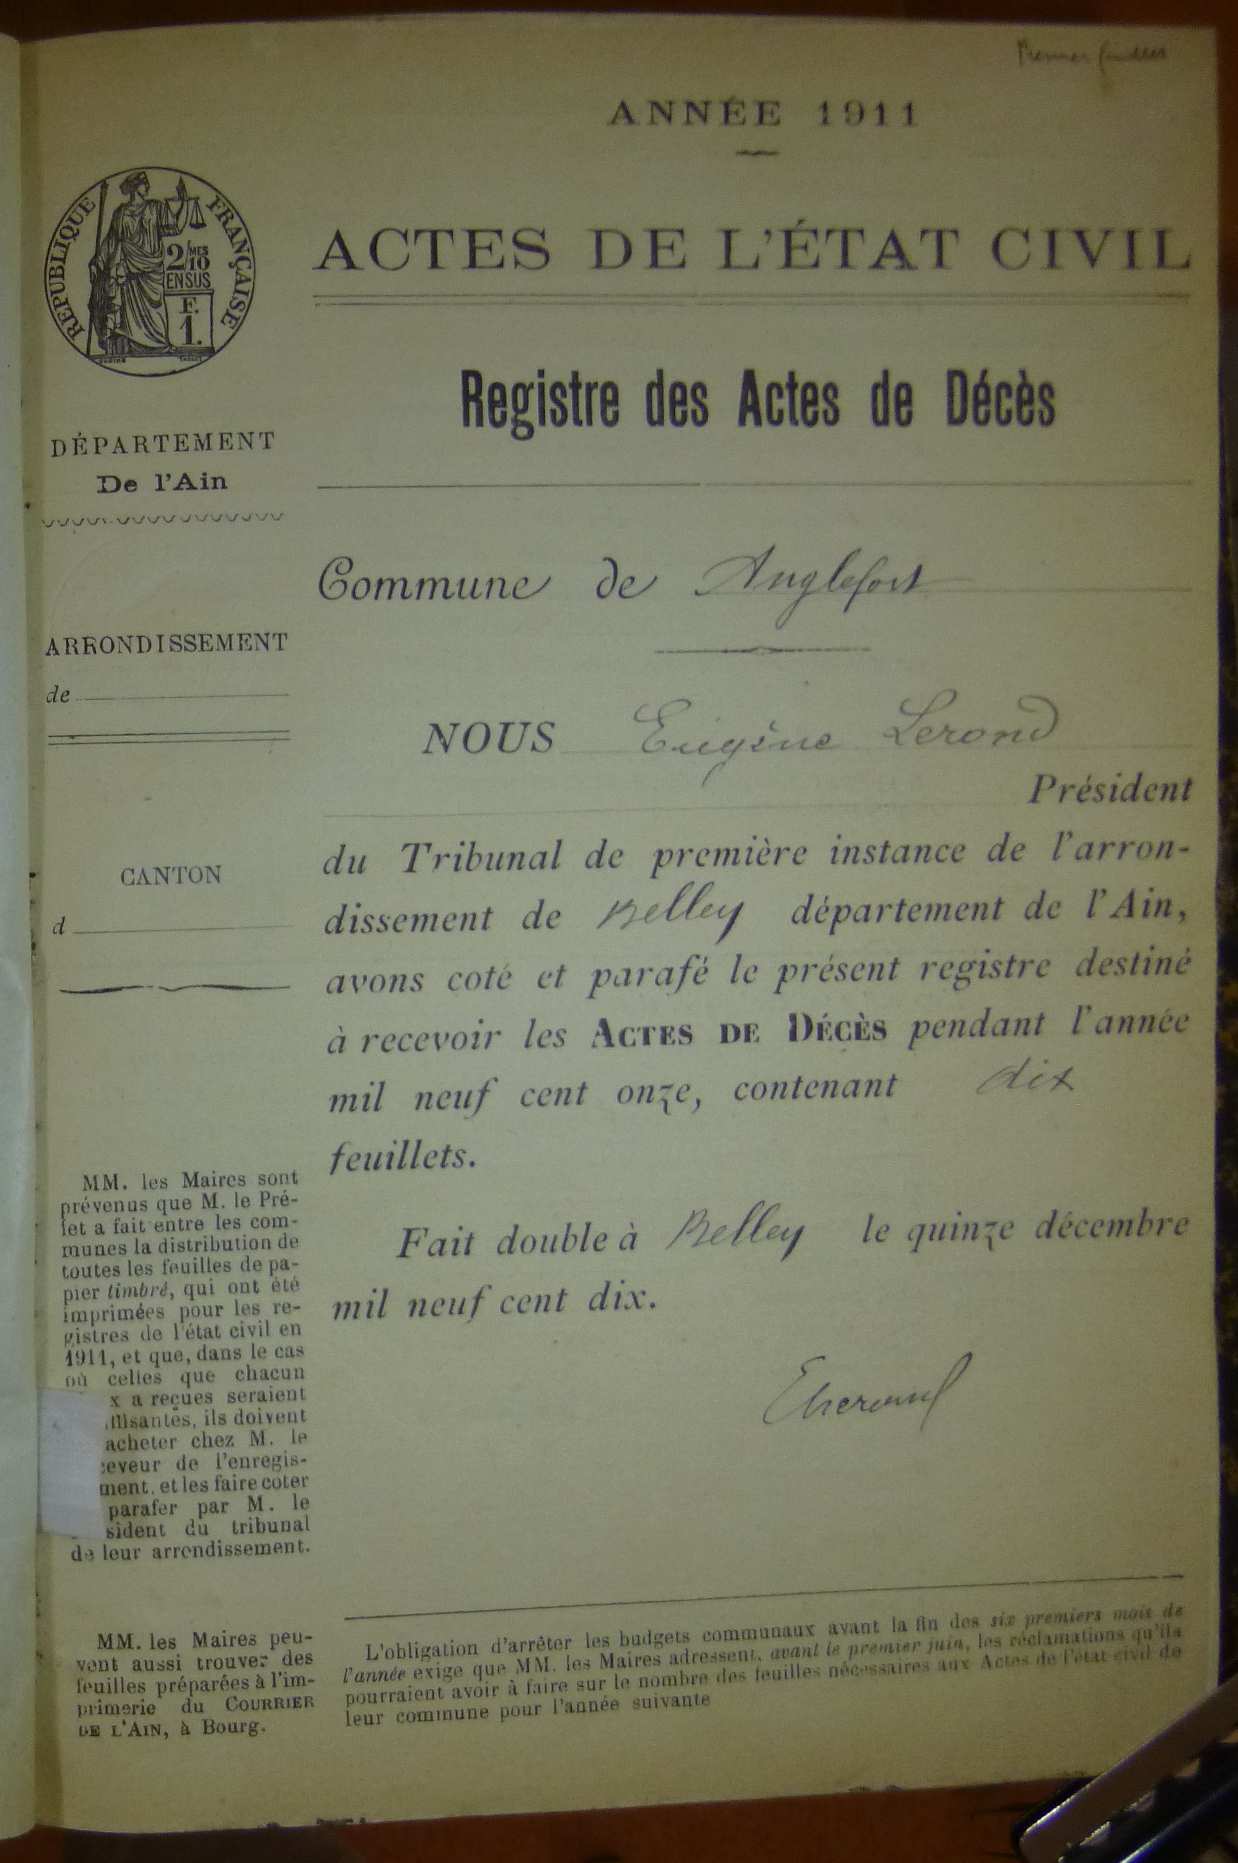 Premier feuillet
ANNÉE 1911
ACTES DE L'ÉTAT CIVIL
RÉPUBLIQUE FRANÇAISE
2/MES
10
EN SUS
F.
1.
Registre des Actes de Décès
DÉPARTEMENT
De l'Ain
Commune de Anglefort
ARRONDISSEMENT
de
NOUS Eugène Lerond
Président
du Tribunal de première instance de l'arron-
dissement de Belley département de l'Ain,
avons coté et parafé le présent registre destiné
à recevoir les ACTES DE DÉCÈS pendant l'année
mil neuf cent onze, contenant dix
feuillets.
Fait double à Belley le quinze décembre
mil neuf cent dix.
CANTON
d
MM. les Maires sont
prévenus que M. le Pré-
fet a fait entre les com-
munes la distribution de
toutes les feuilles de pa-
pier timbré, qui ont été
imprimées pour les re-
gistres de l'état civil en
1911, et que, dans le cas
où celles que chacun
x a reçues seraient
llisantes, ils doivent
acheter chez M. le
ceveur de l'enregis-
ment, et les faire coter
parafer par M. le
sident du tribunal
de leur arrondissement.
MM. les Maires peu-
vent aussi trouver des
feuilles préparées à l'im-
primerie du COURRIER
DE L'AIN, à Bourg.
L'obligation d'arrêter les budgets communaux avant la fin des six premiers mois de
l'année exige que MM. les Maires adressent, avant le premier juin, les réclamations qu'ils
pourraient avoir à faire sur le nombre des feuilles nécessaires aux Actes de l'état civil de
leur commune pour l'année suivante